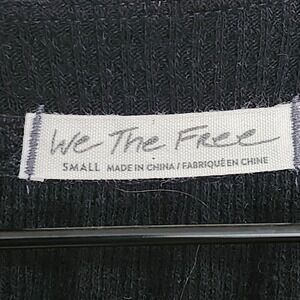 We The Free
SMALL MADE IN CHINA / FABRIQUÉ EN CHINE